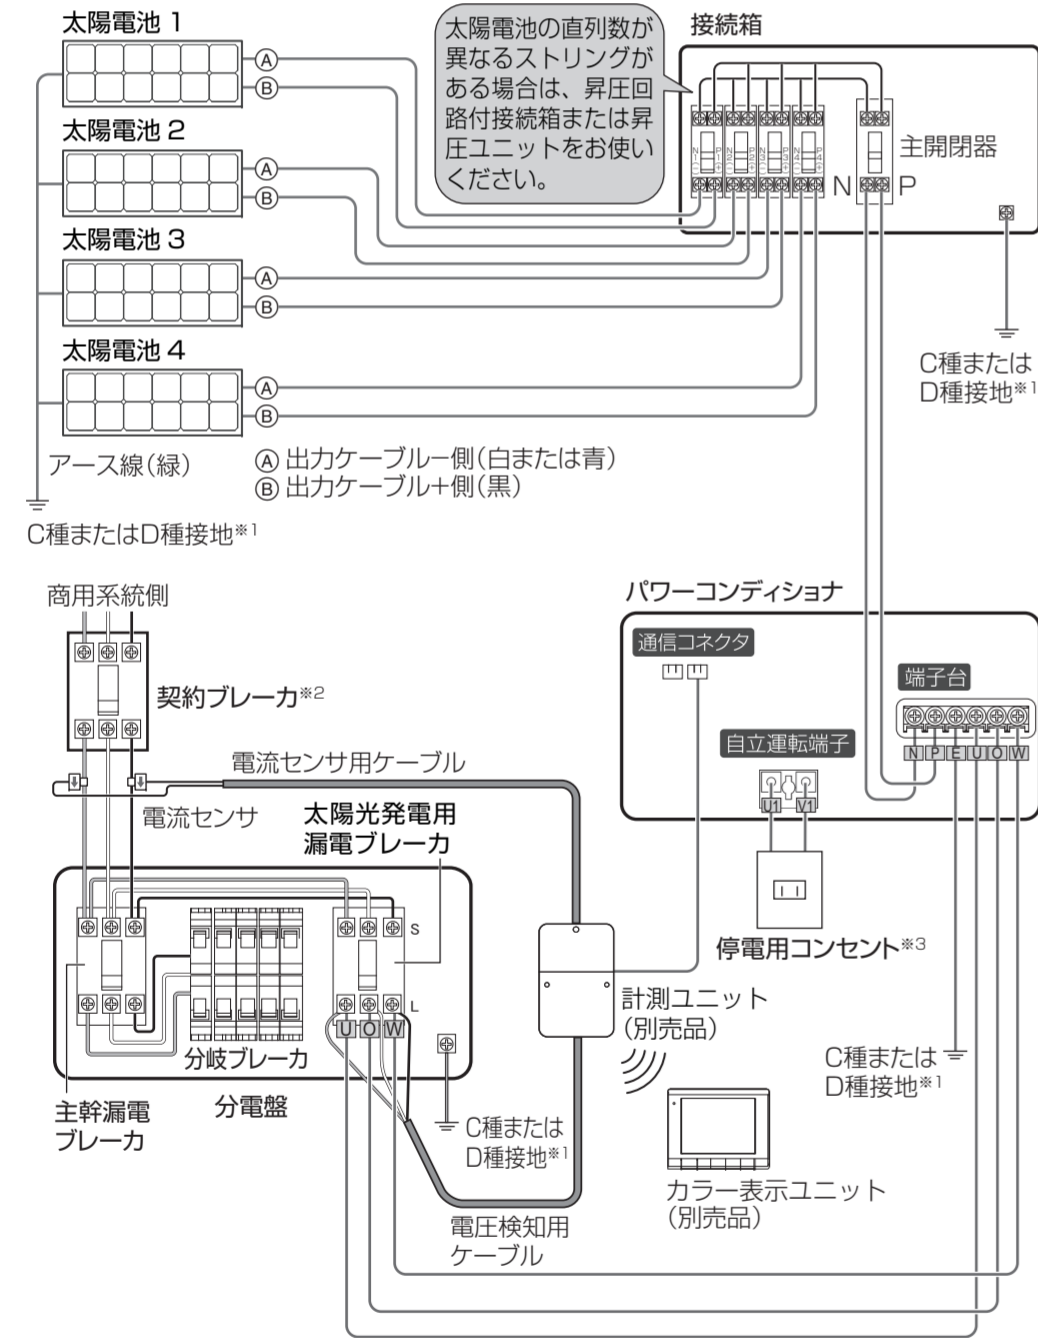 太陽電池 1
A
B
太陽電池 2
A
B
太陽電池 3
A
B
太陽電池 4
A
B
アース線(緑)
C種またはD種接地※1
Ⓐ 出力ケーブルー側(白または青)
Ⓑ 出力ケーブル+側(黒)
太陽電池の直列数が
異なるストリングが
ある場合は、昇圧回
路付接続箱または昇
圧ユニットをお使い
ください。
接続箱
N1(-) P1(+) N2(-) P2(+) N3(-) P3(+) N4(-) P4(+)
主開閉器
N P
C種または
D種接地※1
商用系統側
契約ブレーカ※2
電流センサ用ケーブル
電流センサ
太陽光発電用
漏電ブレーカ
S
L
U O W
分岐ブレーカ
主幹漏電
ブレーカ
分電盤
C種または
D種接地※1
電圧検知用
ケーブル
パワーコンディショナ
通信コネクタ
端子台
N P E U O W
自立運転端子
U1 V1
停電用コンセント※3
計測ユニット
(別売品)
C種または
D種接地※1
カラー表示ユニット
(別売品)